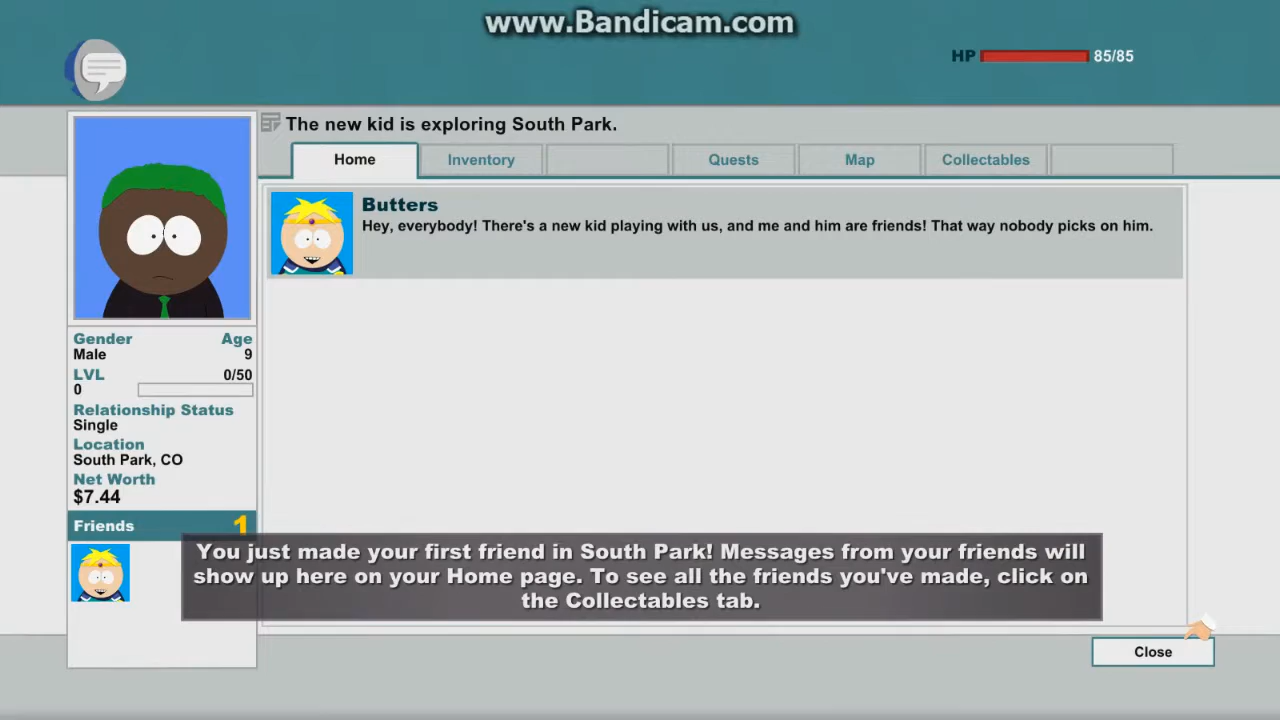 www.Bandicam.com
HP 85/85
The new kid is exploring South Park.
Home Inventory Quests Map Collectables
Butters
Hey, everybody! There's a new kid playing with us, and me and him are friends! That way nobody picks on him.
Gender Age
Male 9
LVL 0/50
0
Relationship Status
Single
Location
South Park, CO
Net Worth
$7.44
Friends 1
You just made your first friend in South Park! Messages from your friends will
show up here on your Home page. To see all the friends you've made, click on
the Collectables tab.
Close